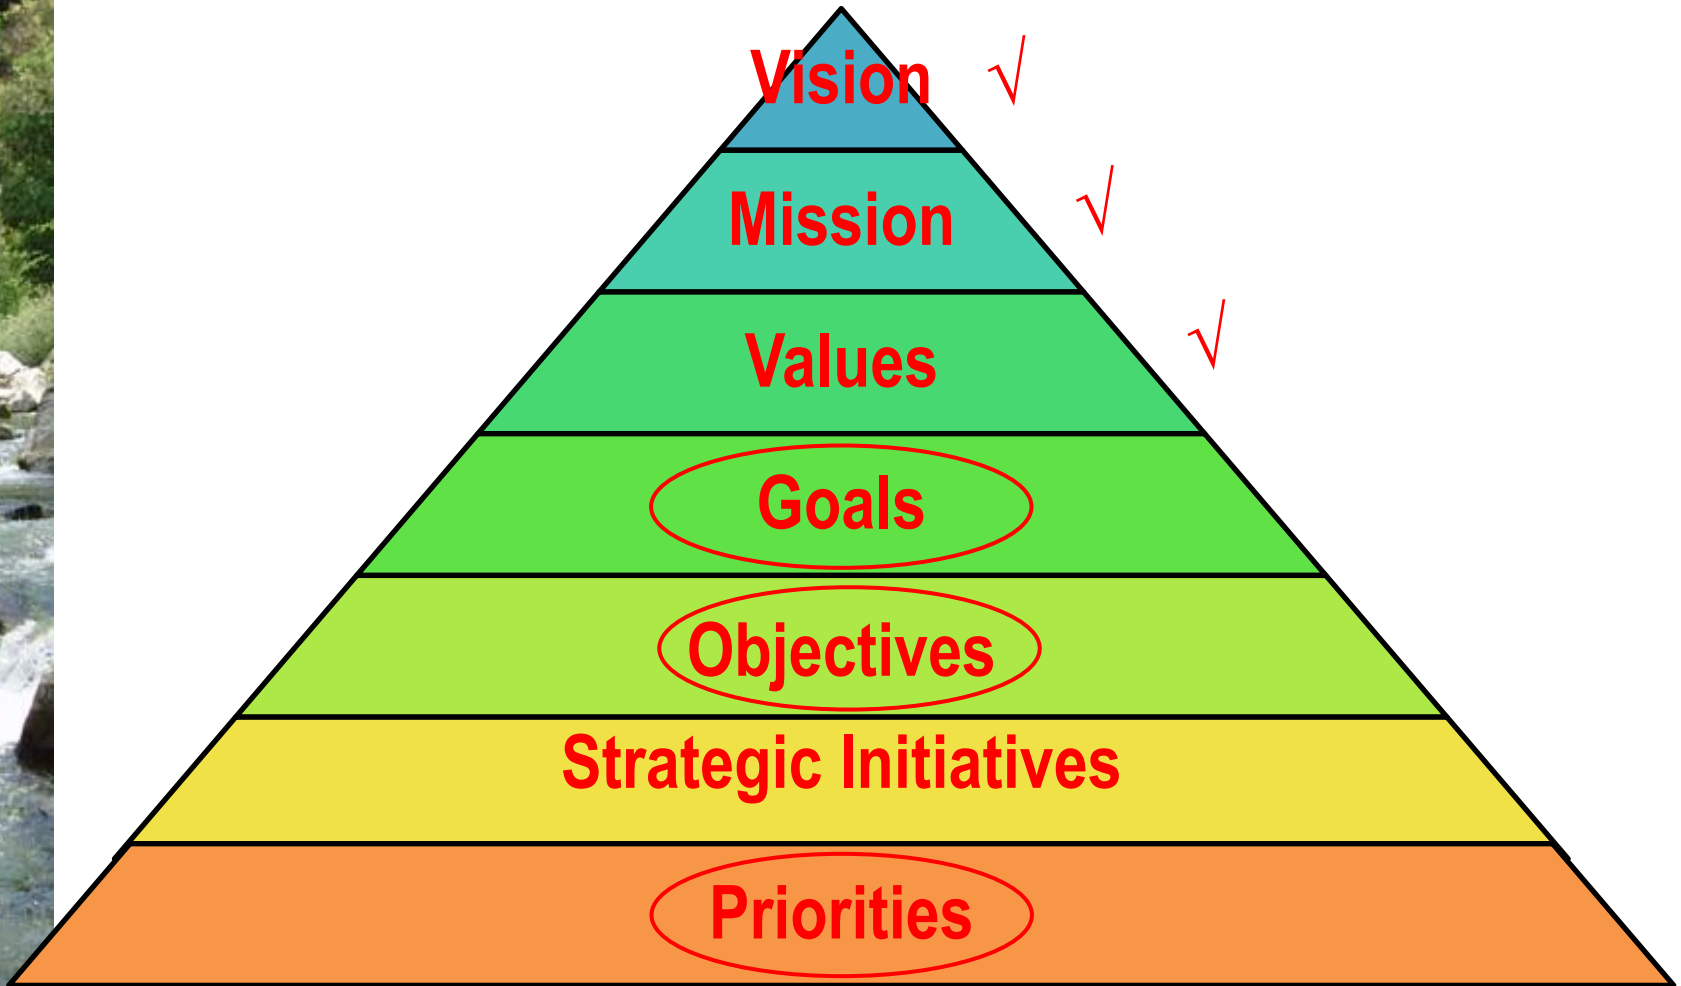 Vision √
Mission √
Values √
Goals
Objectives
Strategic Initiatives
Priorities